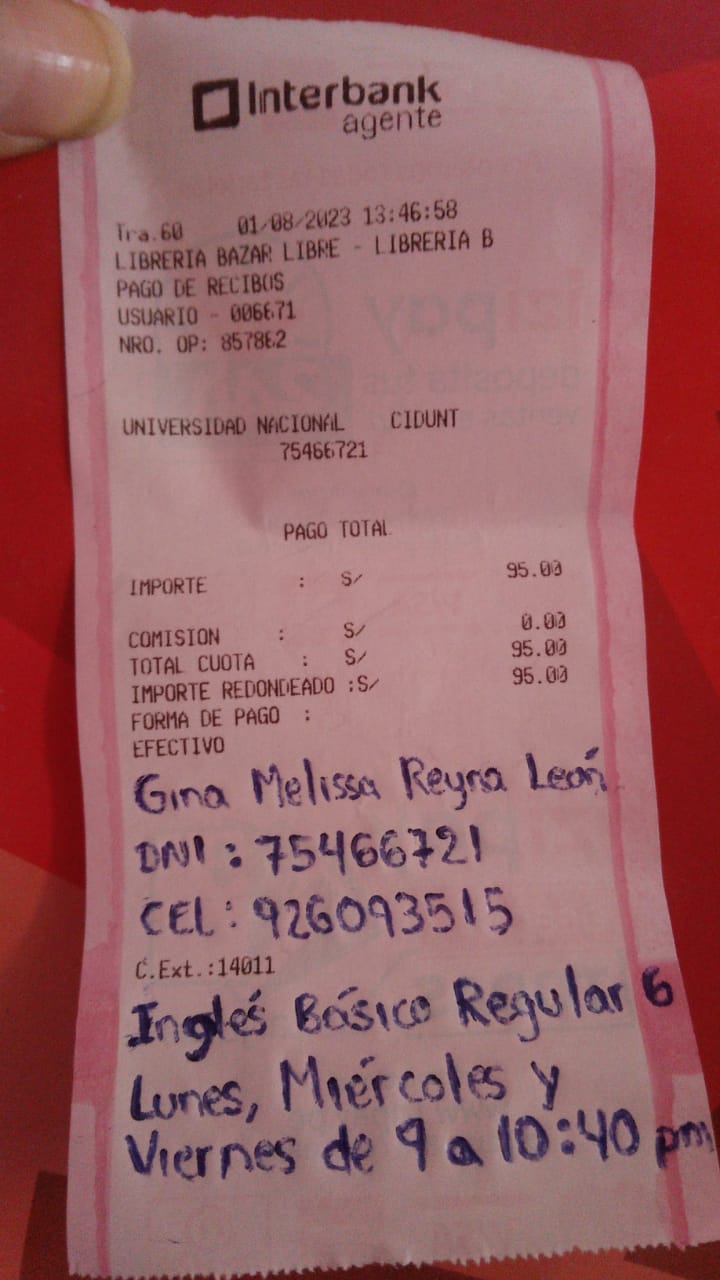 Interbank
agente
Tra.60 01/08/2023 13:46:58
LIBRERIA BAZAR LIBRE - LIBRERIA B
PAGO DE RECIBOS
USUARIO - 006671
NRO. OP: 857862
UNIVERSIDAD NACIONAL CIDUNT
75466721
PAGO TOTAL
IMPORTE : S/ 95.00
COMISION : S/ 0.00
TOTAL CUOTA : S/ 95.00
IMPORTE REDONDEADO :S/ 95.00
FORMA DE PAGO :
EFECTIVO
Gina Melissa Reyna León
DNI : 75466721
CEL : 926093515
C.Ext.:14011
Inglés Básico Regular 6
Lunes, Miércoles y
Viernes de 9 a 10:40 pm